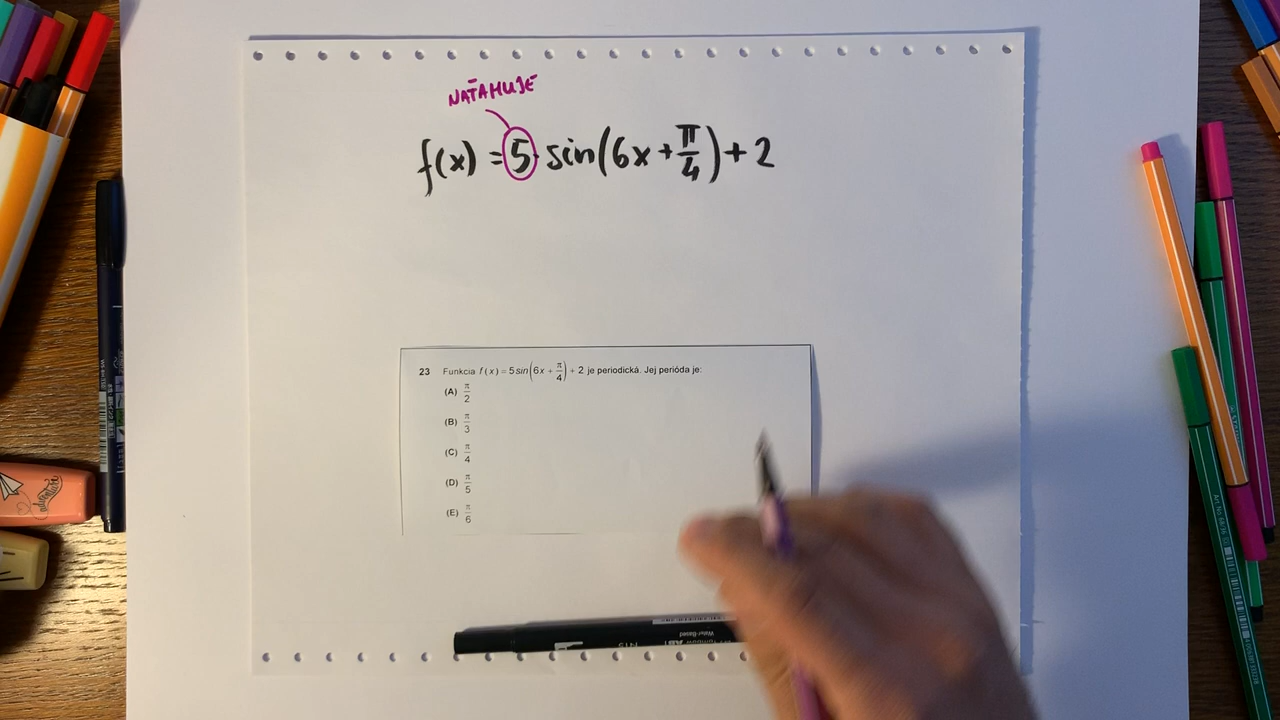 NAŤAHUJE
f(x) = 5 · sin(6x + π/4) + 2
23 Funkcia f(x) = 5 sin(6x + π/4) + 2 je periodická. Jej perióda je:
(A) π/2
(B) π/3
(C) π/4
(D) π/5
(E) π/6
adventure